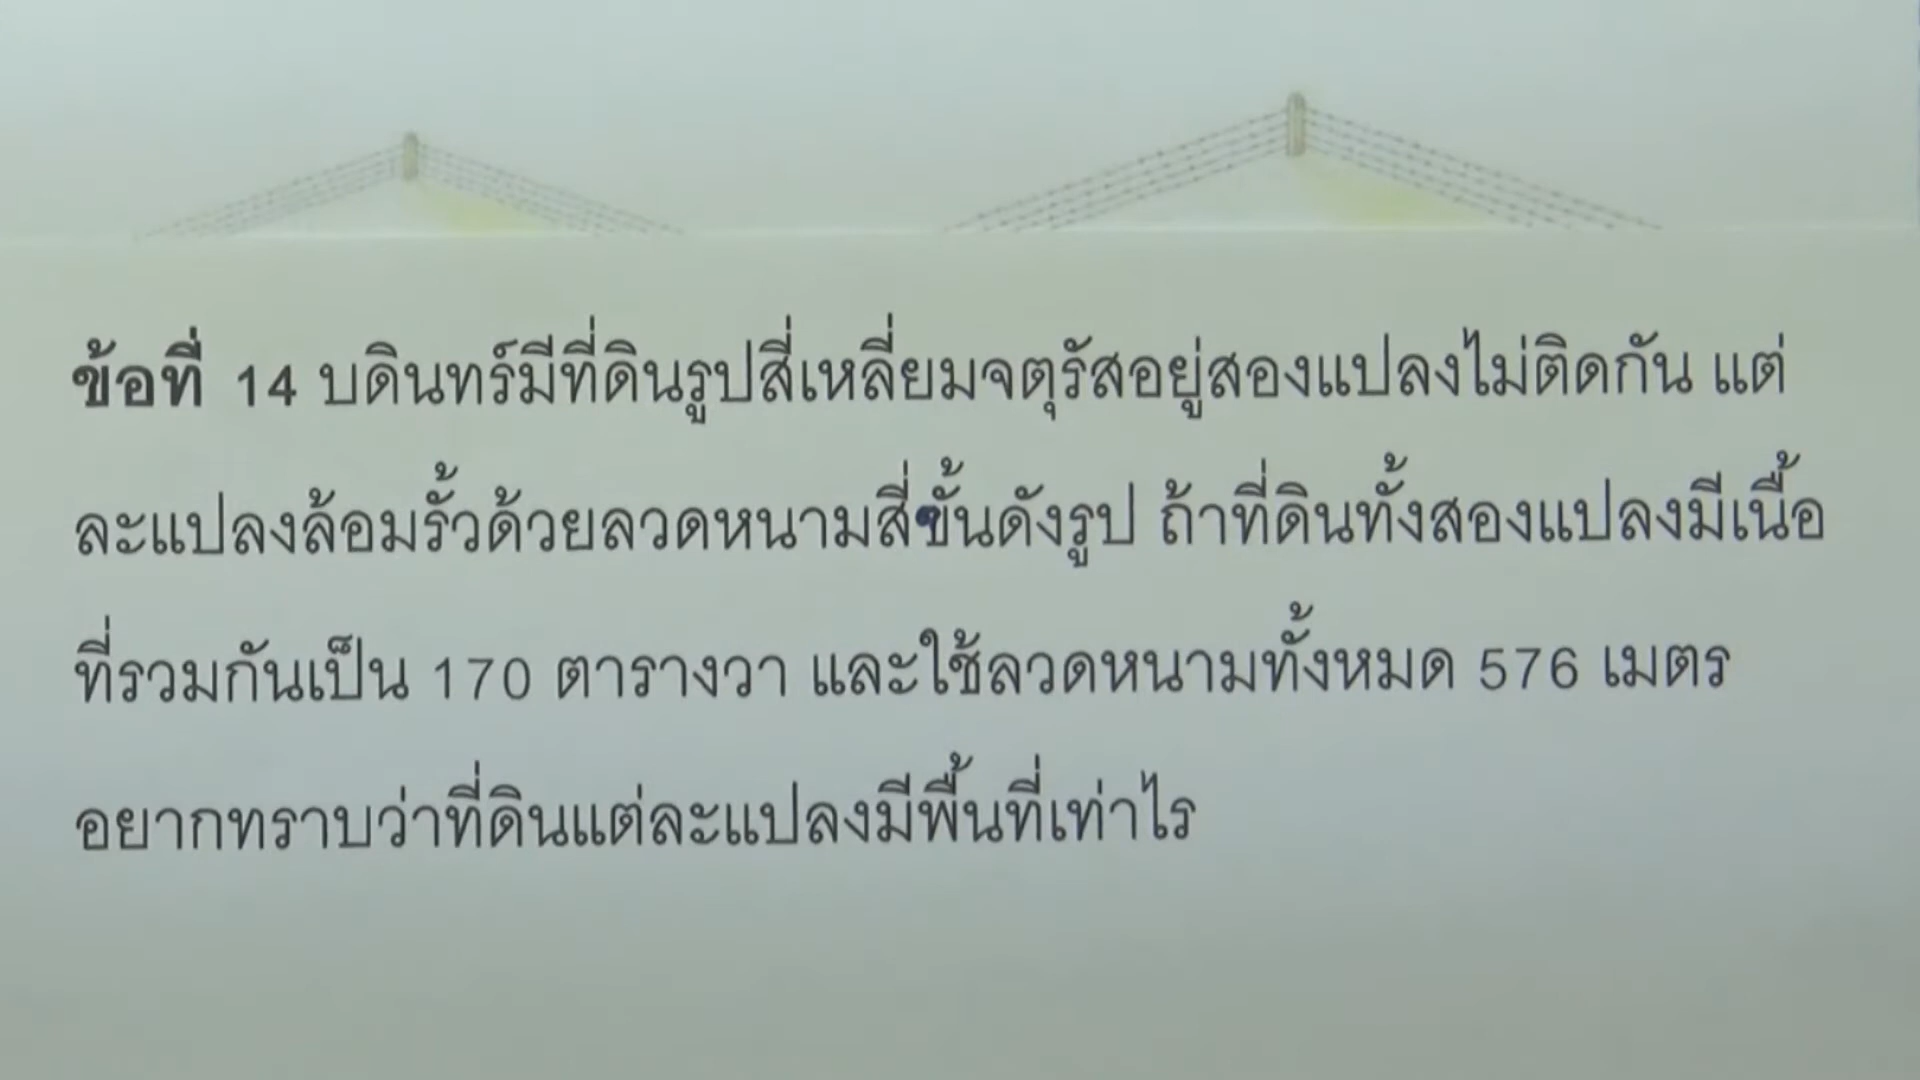 ข้อที่ 14 บดินทร์มีที่ดินรูปสี่เหลี่ยมจตุรัสอยู่สองแปลงไม่ติดกัน แต่
ละแปลงล้อมรั้วด้วยลวดหนามสี่ขั้นดังรูป ถ้าที่ดินทั้งสองแปลงมีเนื้อ
ที่รวมกันเป็น 170 ตารางวา และใช้ลวดหนามทั้งหมด 576 เมตร
อยากทราบว่าที่ดินแต่ละแปลงมีพื้นที่เท่าไร